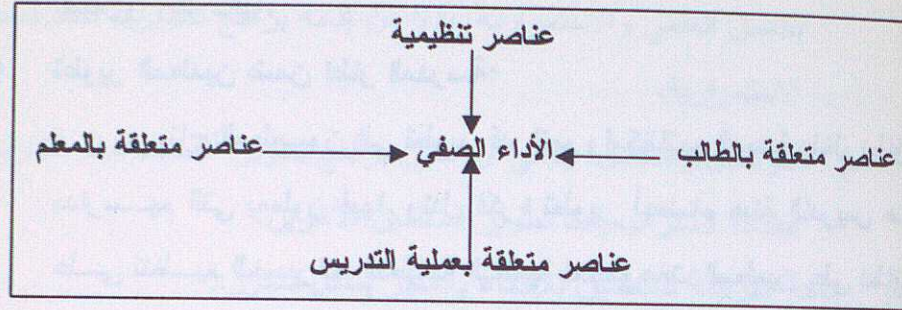 عناصر تنظيمية
عناصر متعلقة بالطالب الأداء الصفي عناصر متعلقة بالمعلم
عناصر متعلقة بعملية التدريس